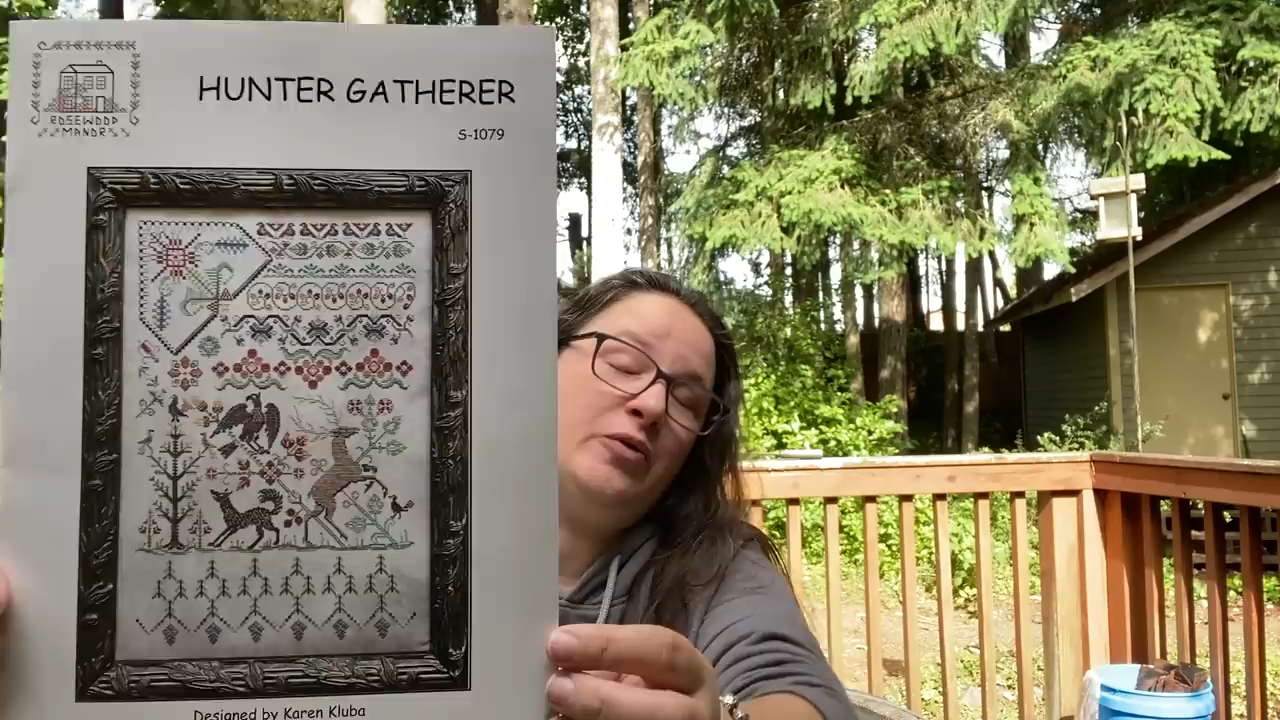 ROSEWOOD
MANOR
HUNTER GATHERER
S-1079
Designed by Karen Kluba